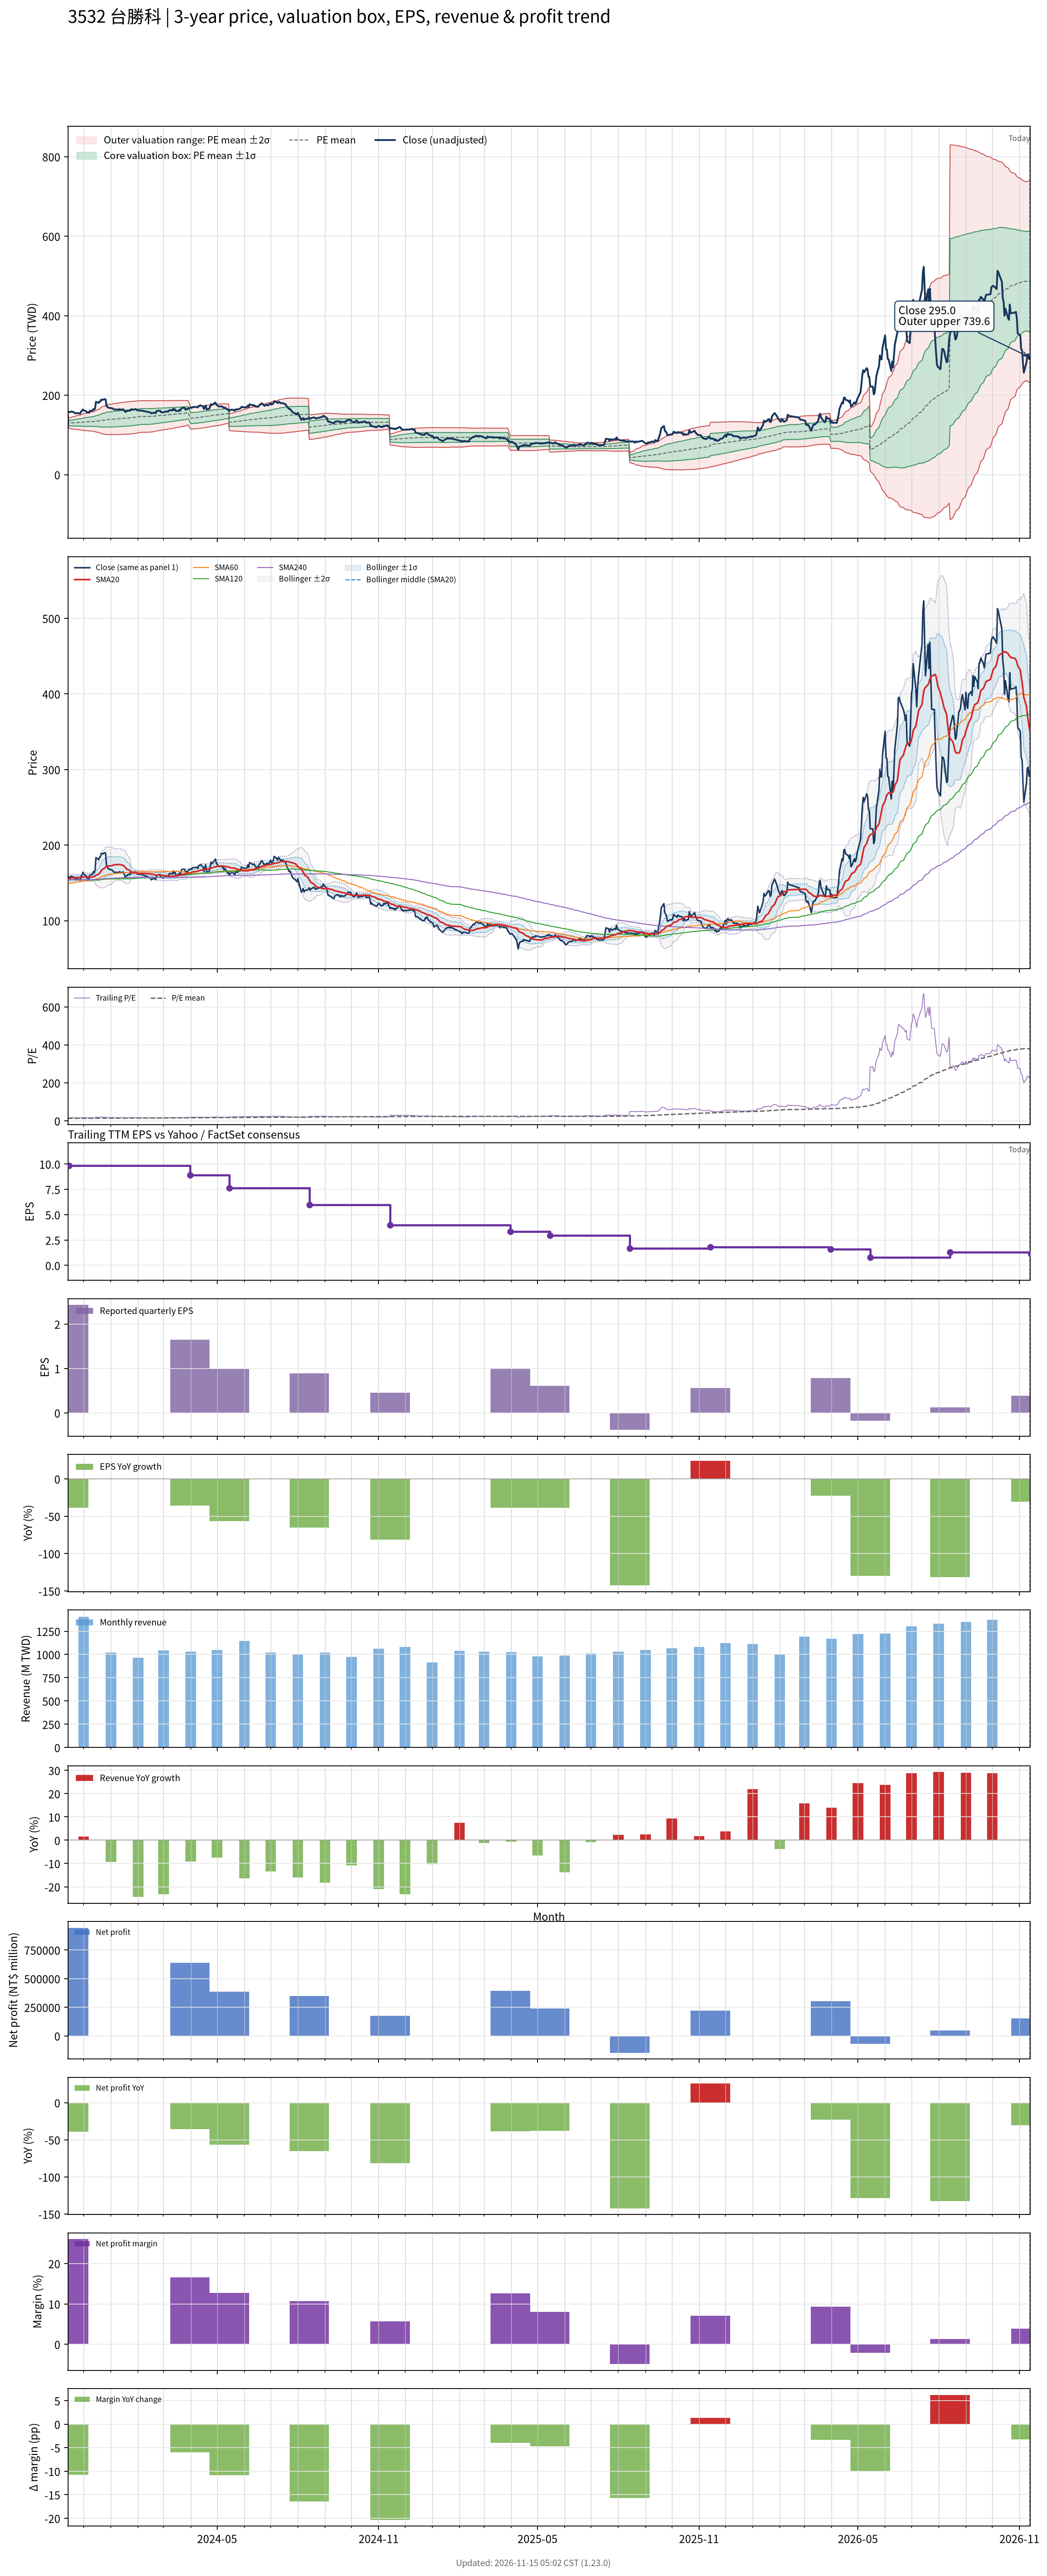 3532 台勝科 | 3-year price, valuation box, EPS, revenue & profit trend
Outer valuation range: PE mean ±2σ
Core valuation box: PE mean ±1σ
PE mean
Close (unadjusted)
Today
Close 295.0
Outer upper 739.6
Price (TWD)
800
600
400
200
0
Close (same as panel 1)
SMA20
SMA60
SMA120
SMA240
Bollinger ±2σ
Bollinger ±1σ
Bollinger middle (SMA20)
Price
500
400
300
200
100
Trailing P/E
P/E mean
P/E
600
400
200
0
Trailing TTM EPS vs Yahoo / FactSet consensus
Today
EPS
10.0
7.5
5.0
2.5
0.0
Reported quarterly EPS
EPS
2
1
0
EPS YoY growth
YoY (%)
0
-50
-100
-150
Monthly revenue
Revenue (M TWD)
1250
1000
750
500
250
0
Revenue YoY growth
YoY (%)
30
20
10
0
-10
-20
Month
Net profit
Net profit (NT$ million)
750000
500000
250000
0
Net profit YoY
YoY (%)
0
-50
-100
-150
Net profit margin
Margin (%)
20
10
0
Margin YoY change
Δ margin (pp)
5
0
-5
-10
-15
-20
2024-05
2024-11
2025-05
2025-11
2026-05
2026-11
Updated: 2026-11-15 05:02 CST (1.23.0)